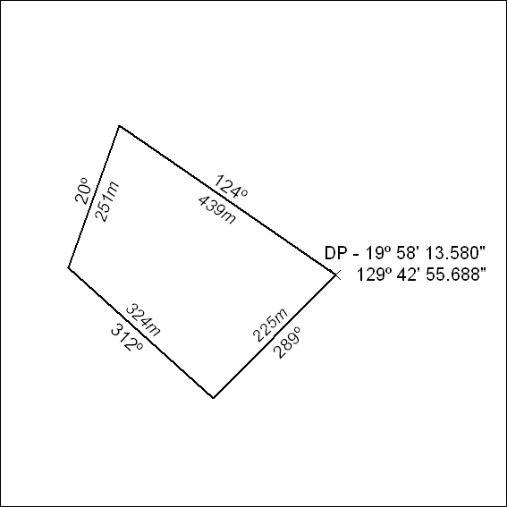 124º
439m
20º
251m
DP - 19º 58' 13.580"
129º 42' 55.688"
324m
312º
225m
289º